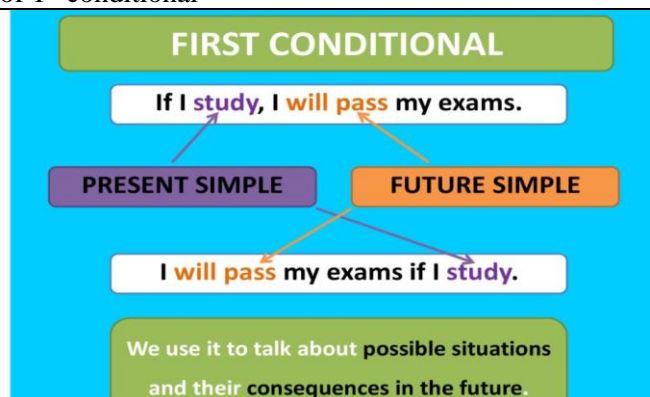 FIRST CONDITIONAL
If I study, I will pass my exams.
PRESENT SIMPLE
FUTURE SIMPLE
I will pass my exams if I study.
We use it to talk about possible situations
and their consequences in the future.